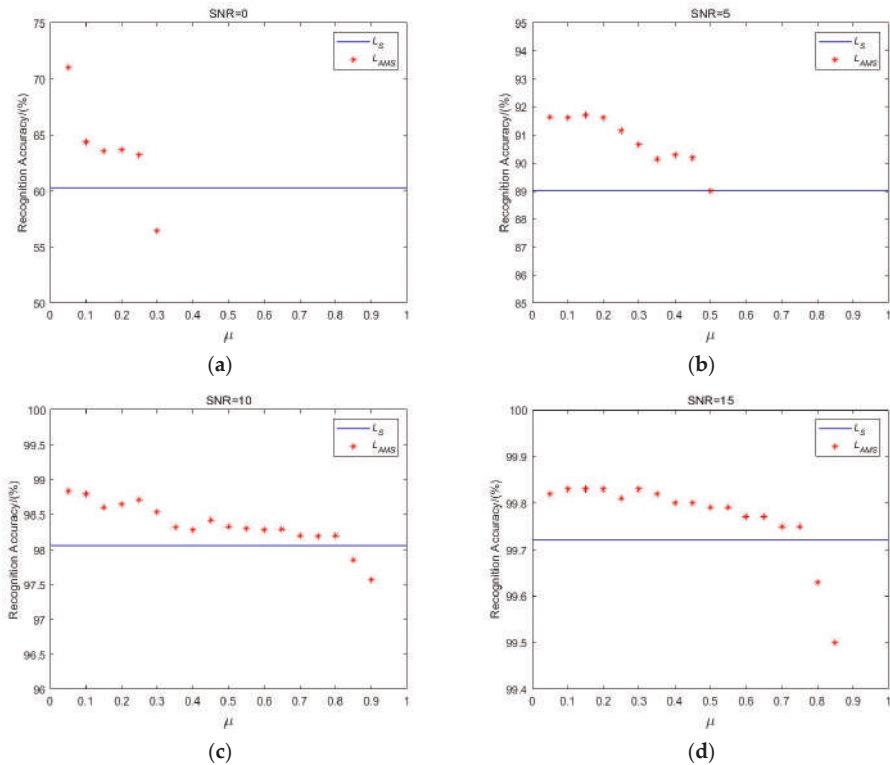 SNR=0
75
70
65
60
55
50
Recognition Accuracy/(%)
L_S
L_AMS
0 0.1 0.2 0.3 0.4 0.5 0.6 0.7 0.8 0.9 1
μ
(a)
SNR=5
95
94
93
92
91
90
89
88
87
86
85
Recognition Accuracy/(%)
L_S
L_AMS
0 0.1 0.2 0.3 0.4 0.5 0.6 0.7 0.8 0.9 1
μ
(b)
SNR=10
100
99.5
99
98.5
98
97.5
97
96.5
96
Recognition Accuracy/(%)
L_S
L_AMS
0 0.1 0.2 0.3 0.4 0.5 0.6 0.7 0.8 0.9 1
μ
(c)
SNR=15
100
99.9
99.8
99.7
99.6
99.5
99.4
Recognition Accuracy/(%)
L_S
L_AMS
0 0.1 0.2 0.3 0.4 0.5 0.6 0.7 0.8 0.9 1
μ
(d)